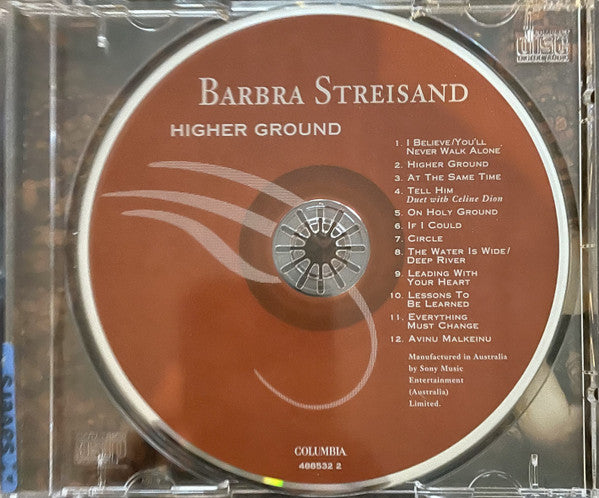 disc
BARBRA STREISAND
HIGHER GROUND
1. I BELIEVE/YOU'LL
NEVER WALK ALONE
2. HIGHER GROUND
3. AT THE SAME TIME
4. TELL HIM
Duet with Celine Dion
5. ON HOLY GROUND
6. IF I COULD
7. CIRCLE
8. THE WATER IS WIDE/
DEEP RIVER
9. LEADING WITH
YOUR HEART
10. LESSONS TO
BE LEARNED
11. EVERYTHING
MUST CHANGE
12. AVINU MALKEINU
Manufactured in Australia
by Sony Music
Entertainment
(Australia)
Limited.
COLUMBIA
488532 2